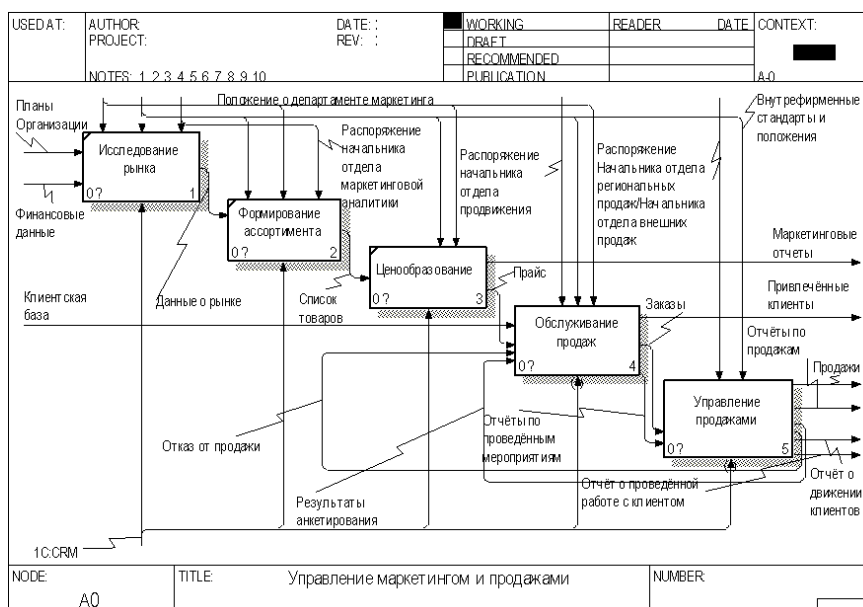 USED AT:
AUTHOR:
PROJECT:
NOTES: 1 2 3 4 5 6 7 8 9 10
DATE:
REV:
WORKING
DRAFT
RECOMMENDED
PUBLICATION
READER
DATE
CONTEXT:
A-0
Планы
Организации
Положение о департаменте маркетинга
Внутрефирменные
стандарты и
положения
Исследование
рынка
0 ?
1
Распоряжение
начальника
отдела
маркетинговой
аналитики
Распоряжение
начальника
отдела
продвижения
Распоряжение
Начальника отдела
региональных
продаж/Начальника
отдела внешних
продаж
Финансовые
данные
Формирование
ассортимента
0 ?
2
Маркетинговые
отчеты
Ценообразование
0 ?
3
Прайс
Привлечённые
клиенты
Клиентская
база
Данные о рынке
Список
товаров
Заказы
Обслуживание
продаж
0 ?
4
Отчёты по
продажам
Продажи
Управление
продажами
0 ?
5
Отказ от продажи
Отчёты по
проведённым
мероприятиям
Отчёт о проведённой
работе с клиентом
Отчёт о
движении
клиентов
Результаты
анкетирования
1С:CRM
NODE:
A0
TITLE:
Управление маркетингом и продажами
NUMBER: